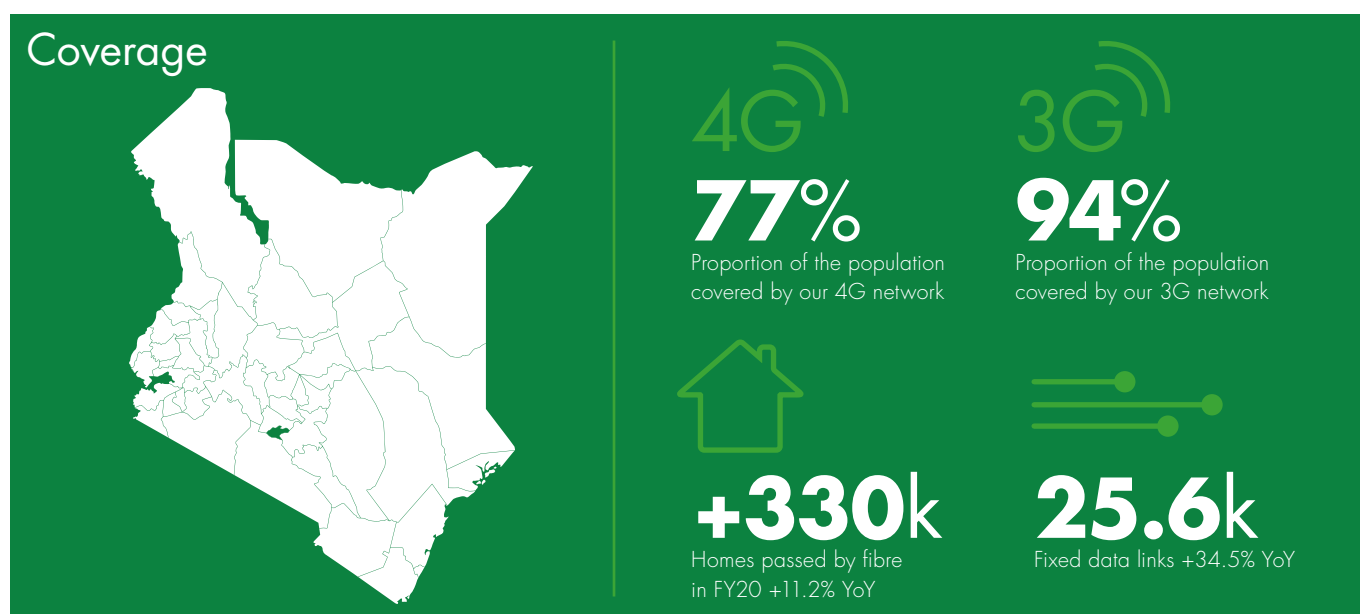 Coverage
4G
77%
Proportion of the population
covered by our 4G network
3G
94%
Proportion of the population
covered by our 3G network
+330k
Homes passed by fibre
in FY20 +11.2% YoY
25.6k
Fixed data links +34.5% YoY